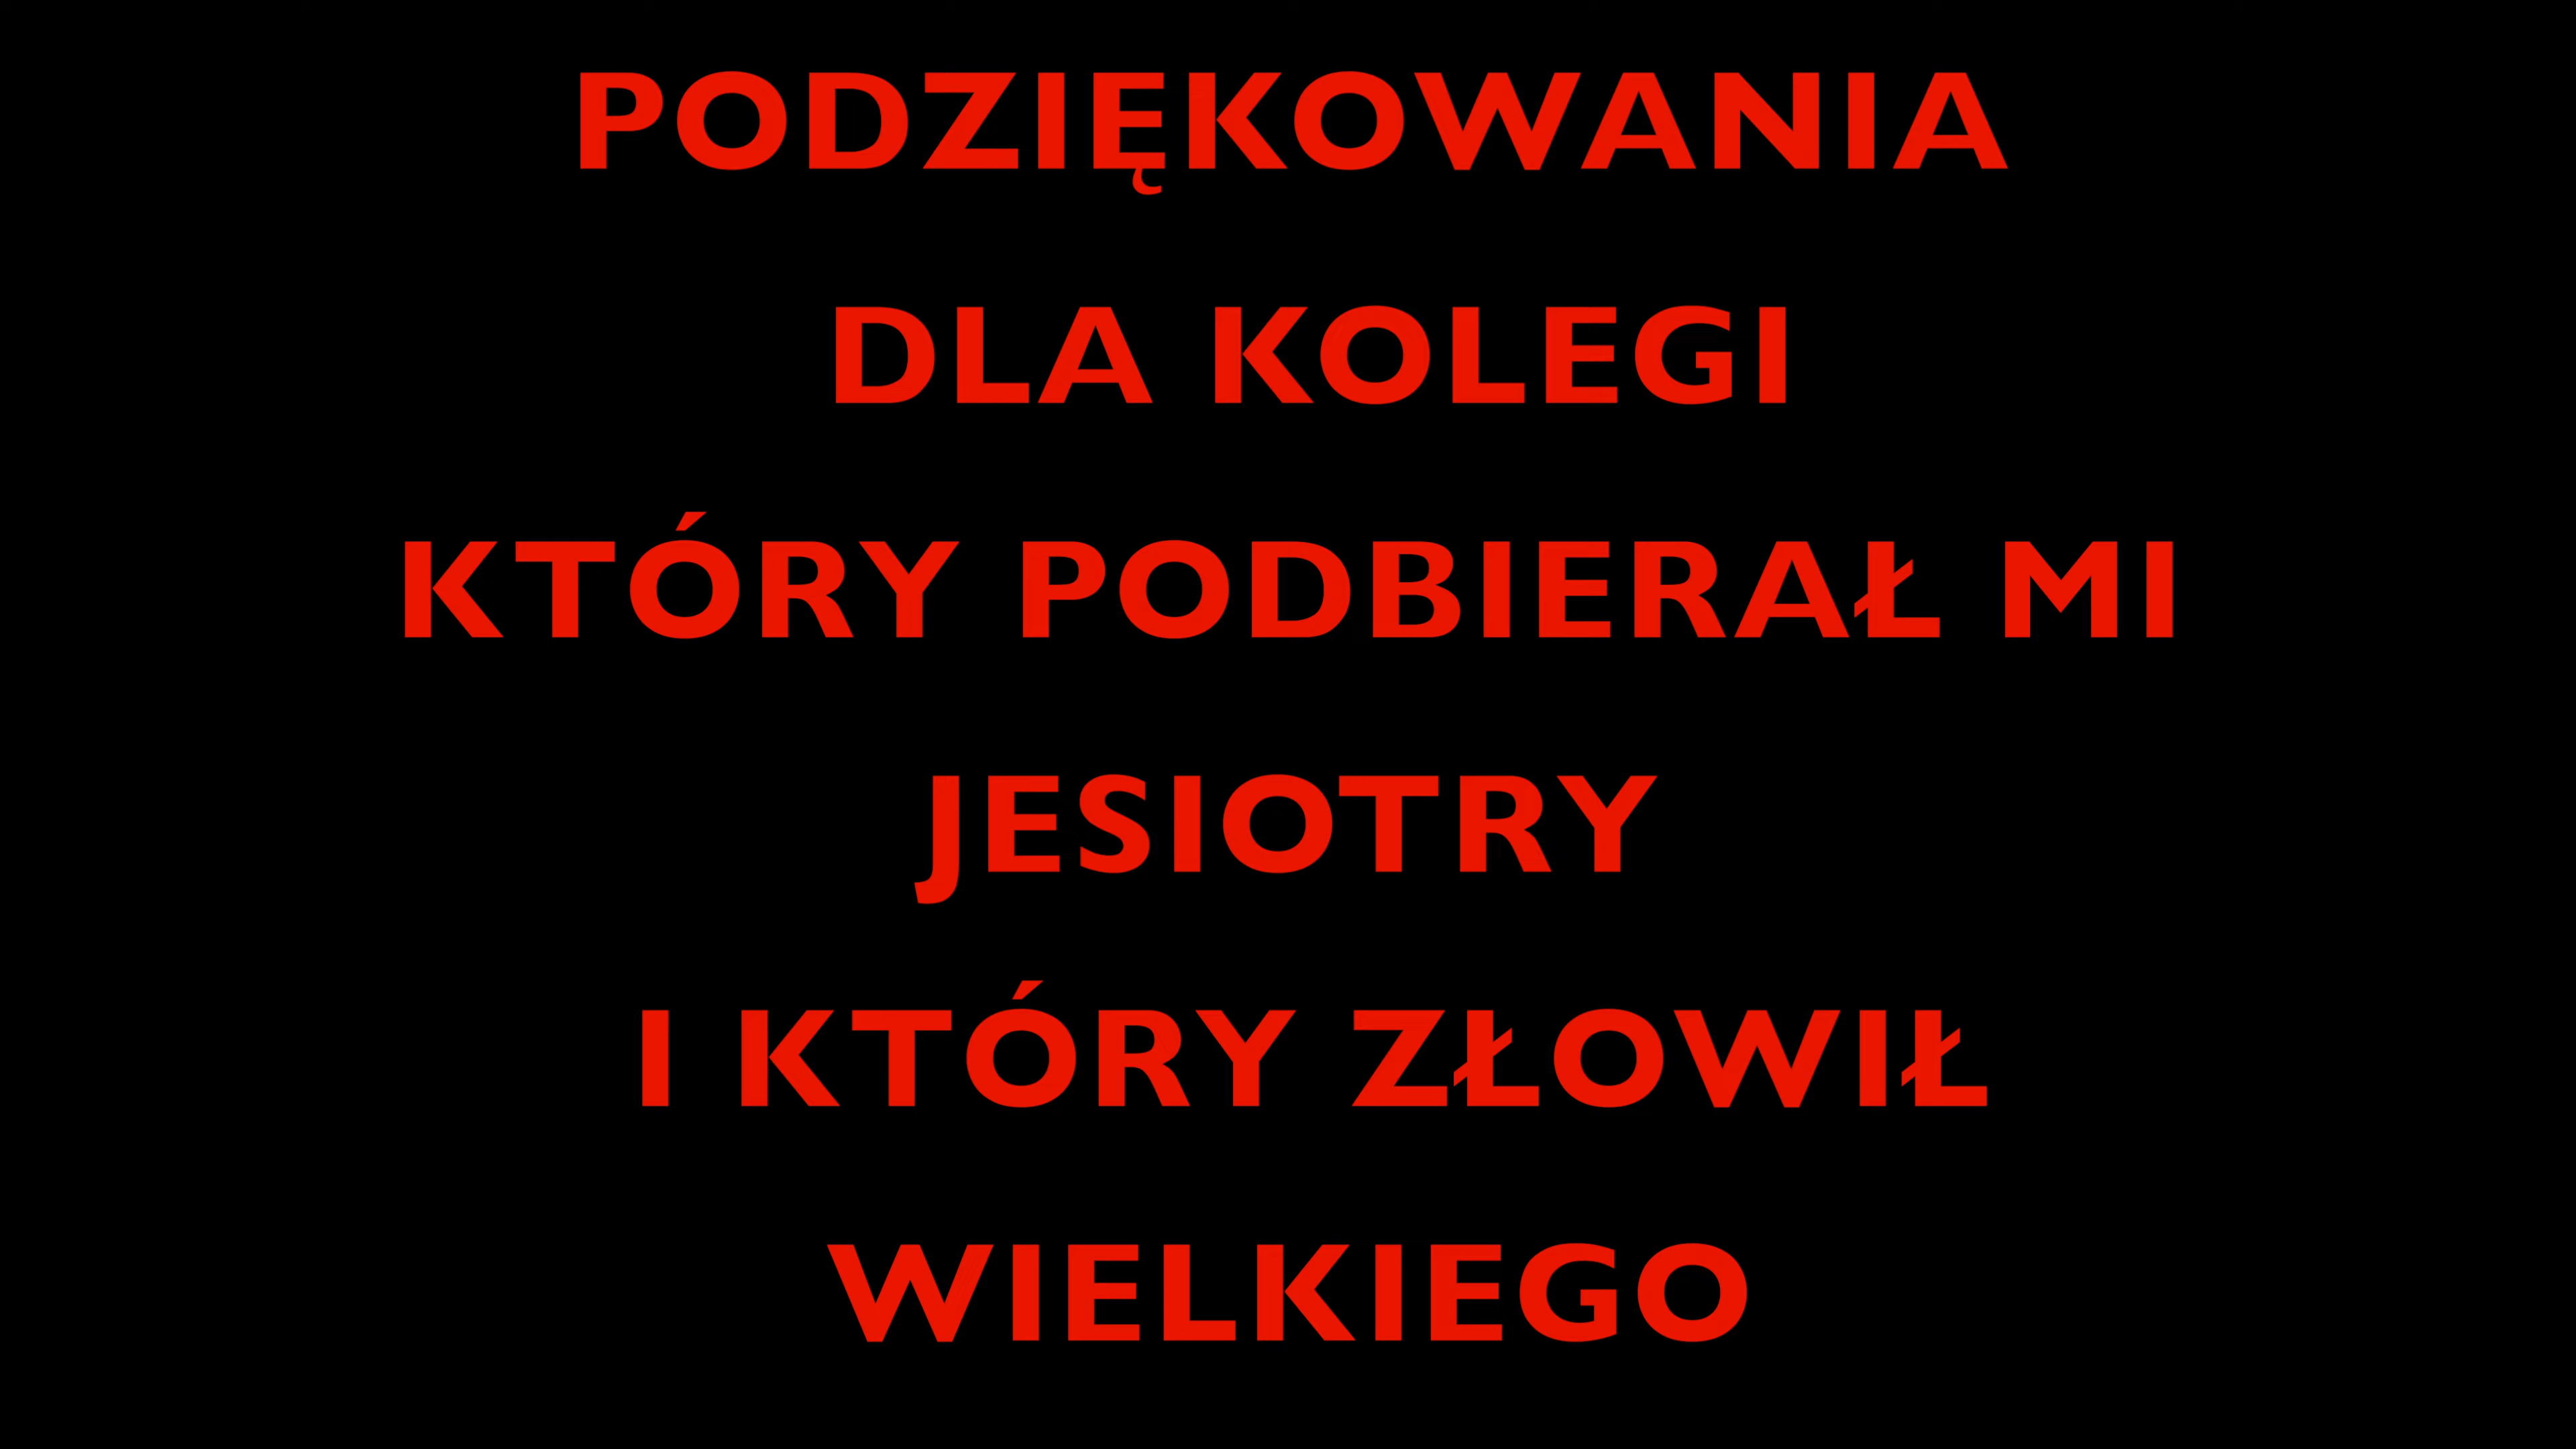 PODZIĘKOWANIA
DLA KOLEGI
KTÓRY PODBIERAŁ MI
JESIOTRY
I KTÓRY ZŁOWIŁ
WIELKIEGO